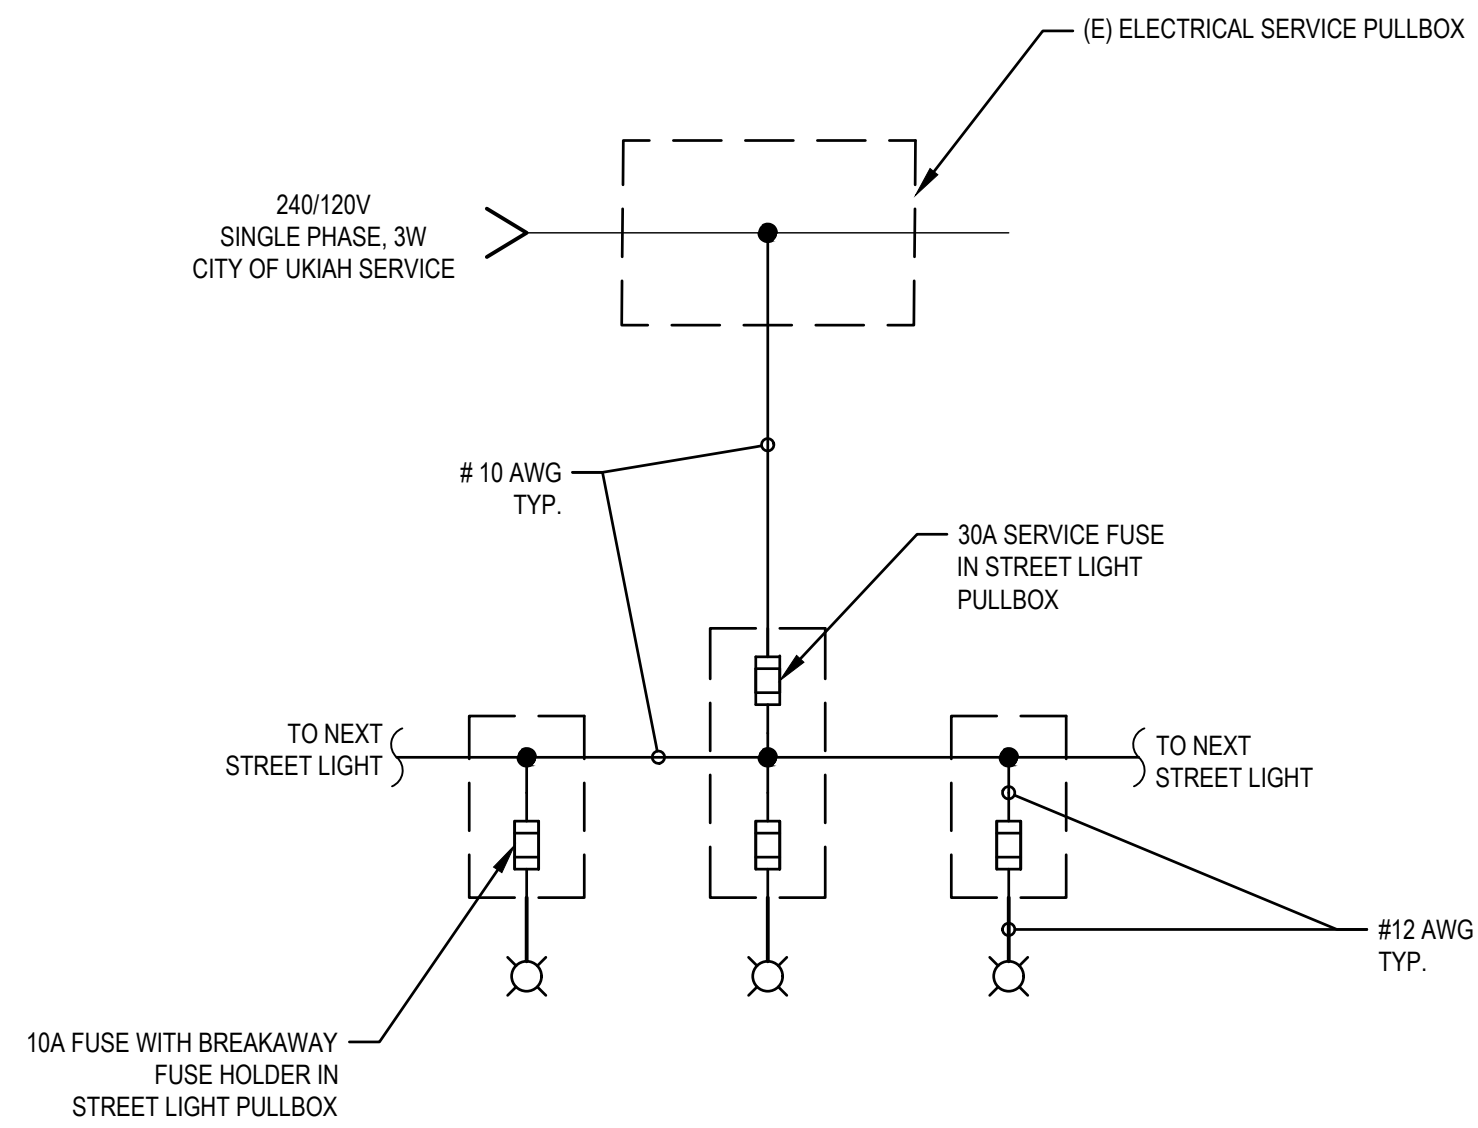 (E) ELECTRICAL SERVICE PULLBOX
240/120V
SINGLE PHASE, 3W
CITY OF UKIAH SERVICE
# 10 AWG
TYP.
30A SERVICE FUSE
IN STREET LIGHT
PULLBOX
TO NEXT
STREET LIGHT
TO NEXT
STREET LIGHT
#12 AWG
TYP.
10A FUSE WITH BREAKAWAY
FUSE HOLDER IN
STREET LIGHT PULLBOX